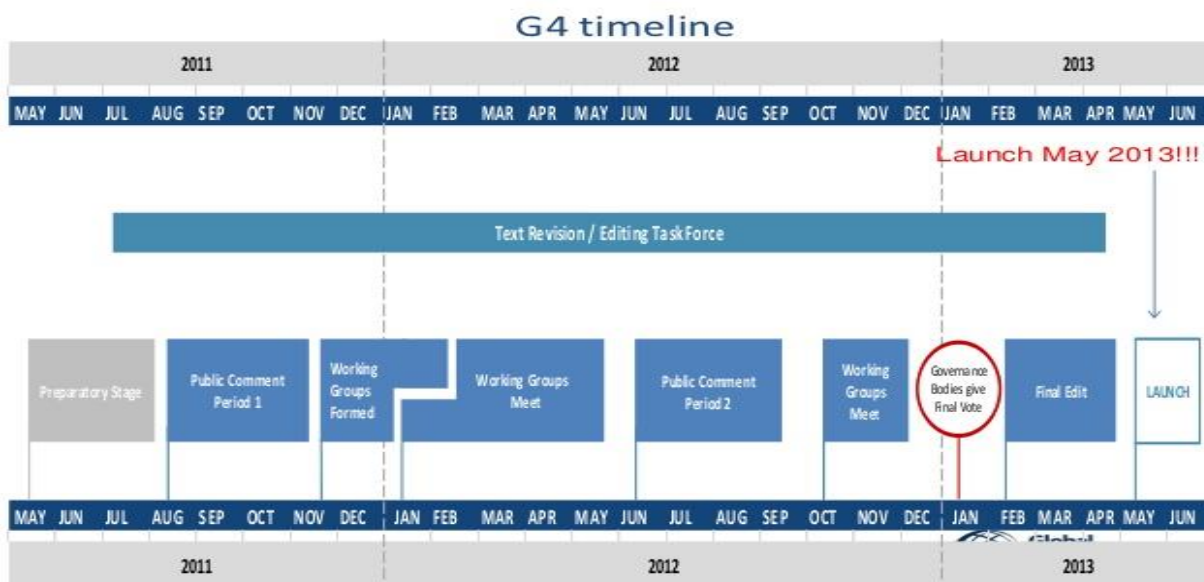 G4 timeline
2011 2012 2013
MAY JUN JUL AUG SEP OCT NOV DEC JAN FEB MAR APR MAY JUN JUL AUG SEP OCT NOV DEC JAN FEB MAR APR MAY JUN
Launch May 2013!!!
Text Revision / Editing TaskForce
Preparatory Stage
Public Comment
Period 1
Working
Groups
Formed
Working Groups
Meet
Public Comment
Period 2
Working
Groups
Meet
Governance
Bodies give
Final Vote
Final Edit
LAUNCH
MAY JUN JUL AUG SEP OCT NOV DEC JAN FEB MAR APR MAY JUN JUL AUG SEP OCT NOV DEC JAN FEB MAR APR MAY JUN
Global
2011 2012 2013